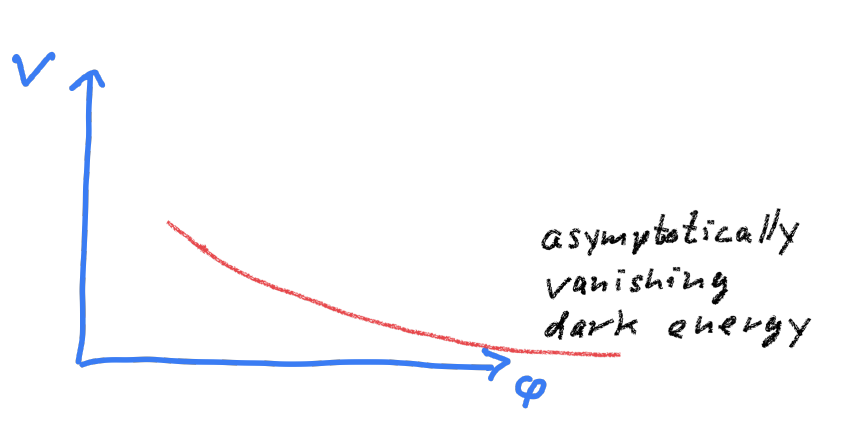 V
asymptotically
vanishing
dark energy
φ